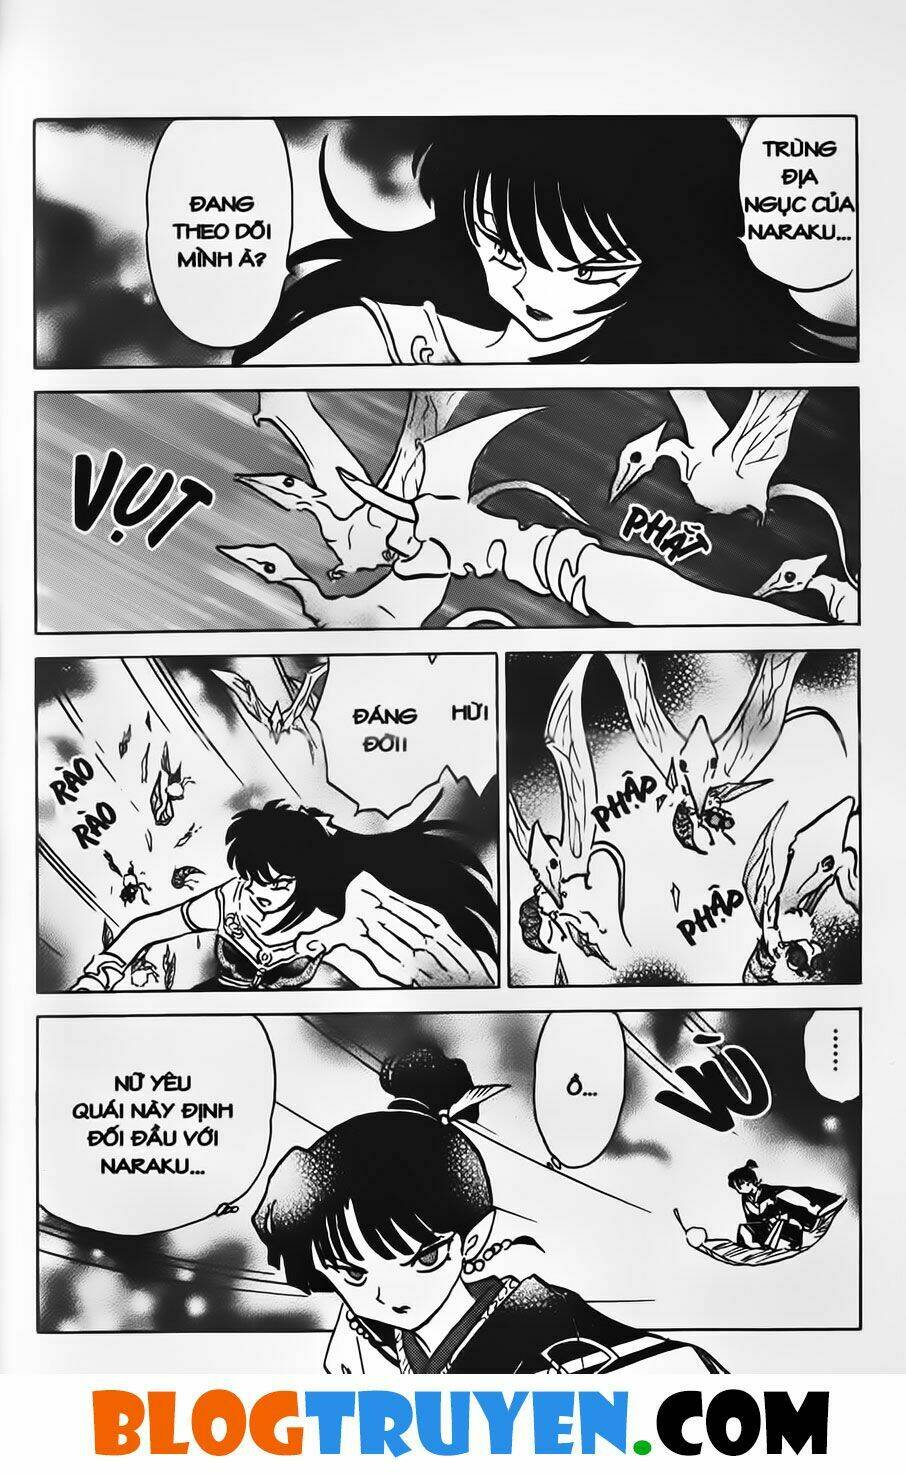 TRÙNG
ĐỊA
NGỤC CỦA
NARAKU...
ĐANG
THEO DÕI
MÌNH À?
PHẤT
VỤT
PHẬP
PHẬP
HỪ!
ĐÁNG
ĐỜI!
RÀO
RÀO
........
VÙ
Ồ...
NỮ YÊU
QUÁI NÀY ĐỊNH
ĐỐI ĐẦU VỚI
NARAKU...
BLOGTRUYEN.COM